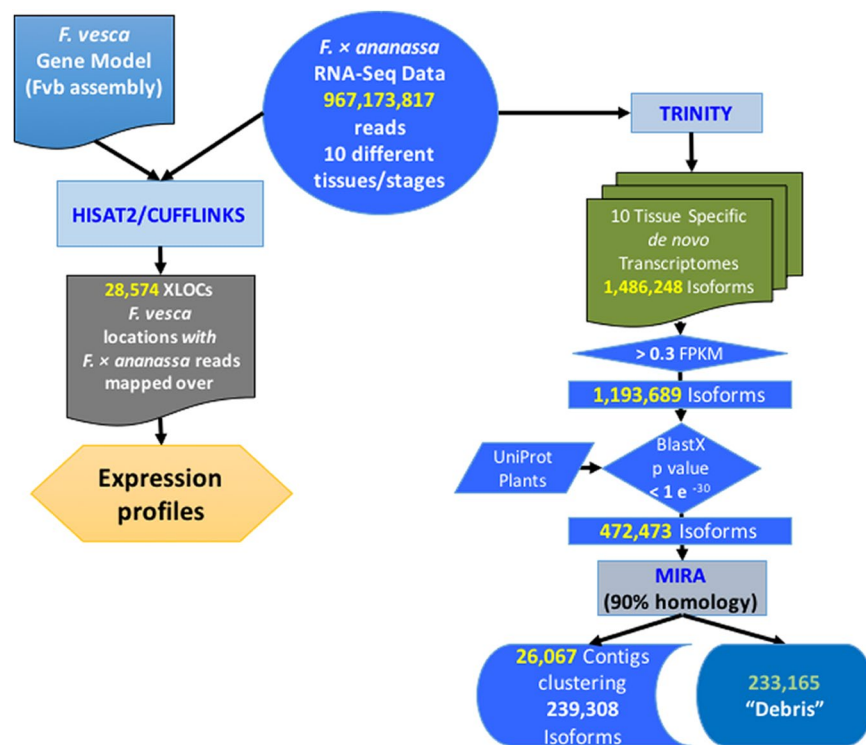 F. vesca
Gene Model
(Fvb assembly)
F. × ananassa
RNA-Seq Data
967,173,817
reads
10 different
tissues/stages
TRINITY
HISAT2/CUFFLINKS
10 Tissue Specific
de novo
Transcriptomes
1,486,248 Isoforms
28,574 XLOCs
F. vesca
locations with
F. × ananassa reads
mapped over
> 0.3 FPKM
1,193,689 Isoforms
Expression
profiles
UniProt
Plants
BlastX
p value
< 1 e -30
472,473 Isoforms
MIRA
(90% homology)
26,067 Contigs
clustering
239,308
Isoforms
233,165
“Debris”